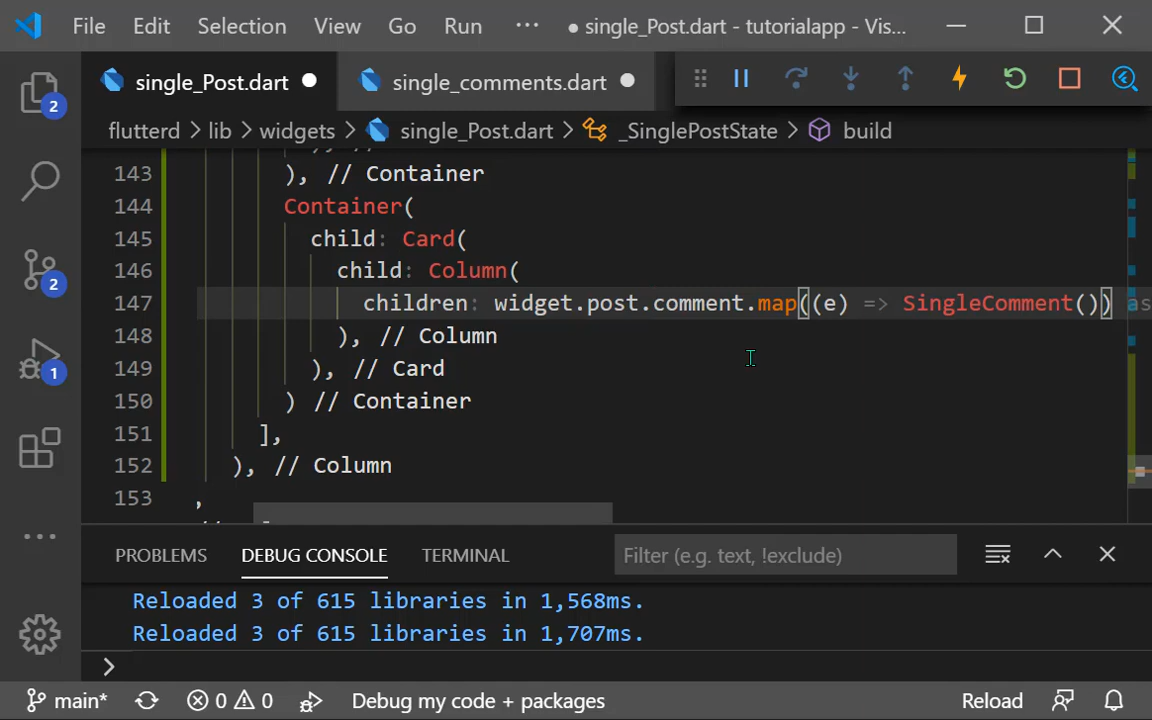 File Edit Selection View Go Run ··· ● single_Post.dart - tutorialapp - Vis...
single_Post.dart ● single_comments.dart ●
flutterd > lib > widgets > single_Post.dart > _SinglePostState > build
2
2
1
143 ), // Container
144 Container(
145 child: Card(
146 child: Column(
147 children: widget.post.comment.map((e) => SingleComment()) as
148 ), // Column
149 ), // Card
150 ) // Container
151 ],
152 ), // Column
153 ,
PROBLEMS DEBUG CONSOLE TERMINAL Filter (e.g. text, !exclude)
Reloaded 3 of 615 libraries in 1,568ms.
Reloaded 3 of 615 libraries in 1,707ms.
>
main* 0 0 Debug my code + packages Reload